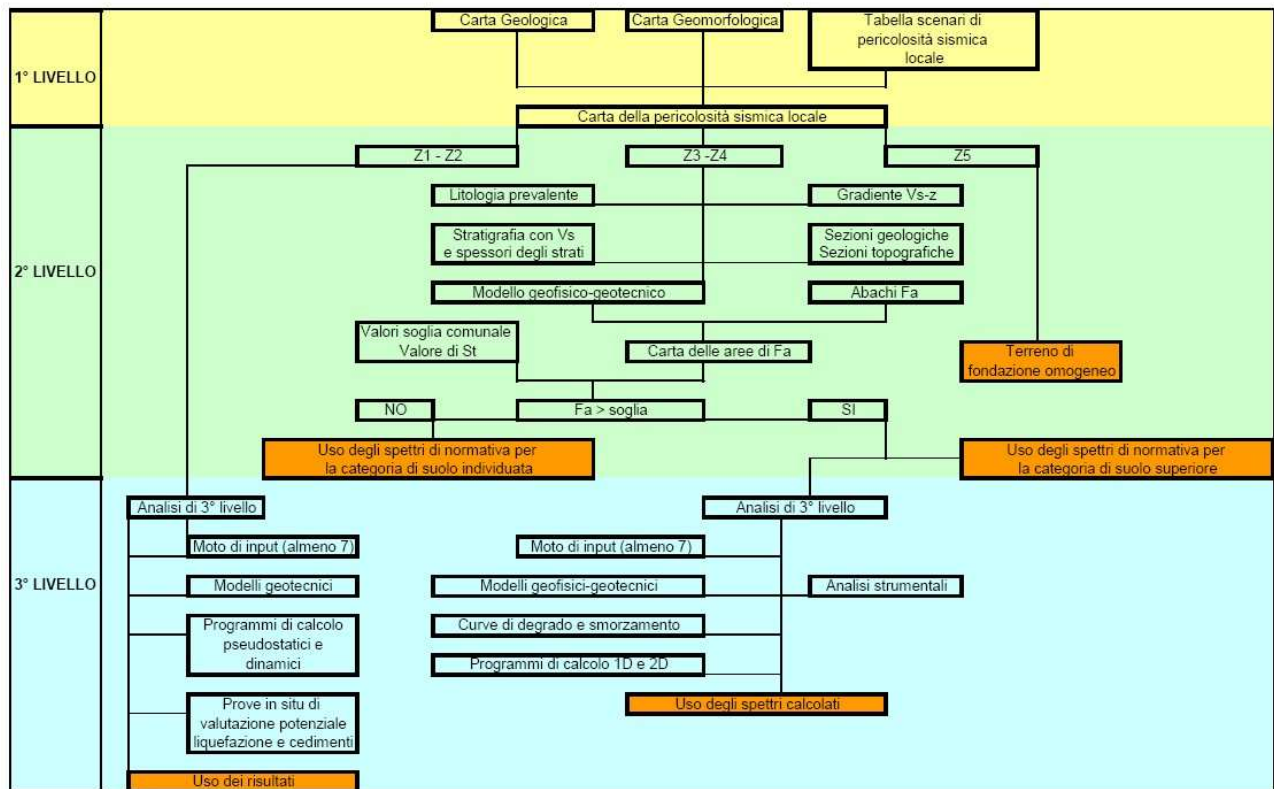 Carta Geologica
Carta Geomorfologica
Tabella scenari di
pericolosità sismica
locale
1° LIVELLO
Carta della pericolosità sismica locale
Z1 - Z2
Z3 -Z4
Z5
Litologia prevalente
Gradiente Vs-z
Stratigrafia con Vs
e spessori degli strati
Sezioni geologiche
Sezioni topografiche
2° LIVELLO
Modello geofisico-geotecnico
Abachi Fa
Valori soglia comunale
Valore di St
Carta delle aree di Fa
Terreno di
fondazione omogeneo
NO
Fa > soglia
SI
Uso degli spettri di normativa per
la categoria di suolo individuata
Uso degli spettri di normativa per
la categoria di suolo superiore
Analisi di 3° livello
Analisi di 3° livello
Moto di input (almeno 7)
Moto di input (almeno 7)
3° LIVELLO
Modelli geotecnici
Modelli geofisici-geotecnici
Analisi strumentali
Programmi di calcolo
pseudostatici e
dinamici
Curve di degrado e smorzamento
Programmi di calcolo 1D e 2D
Prove in situ di
valutazione potenziale
liquefazione e cedimenti
Uso degli spettri calcolati
Uso dei risultati